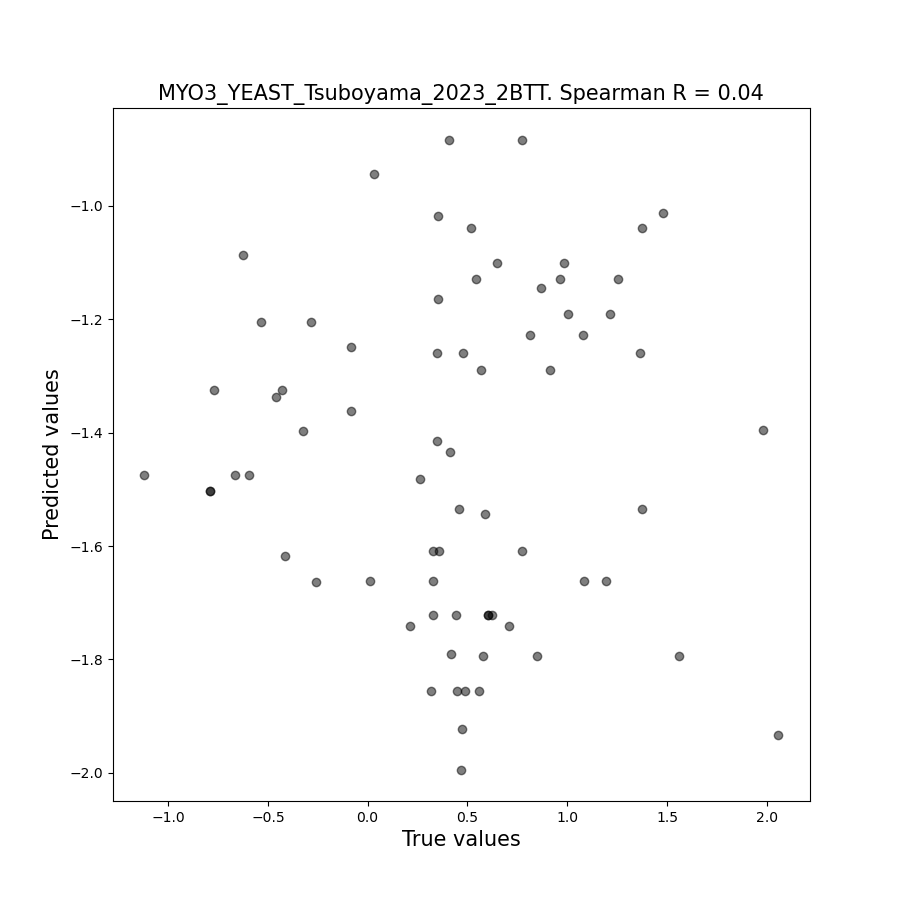 MYO3_YEAST_Tsuboyama_2023_2BTT. Spearman R = 0.04
−1.0
−1.2
−1.4
−1.6
−1.8
−2.0
Predicted values
−1.0 −0.5 0.0 0.5 1.0 1.5 2.0
True values